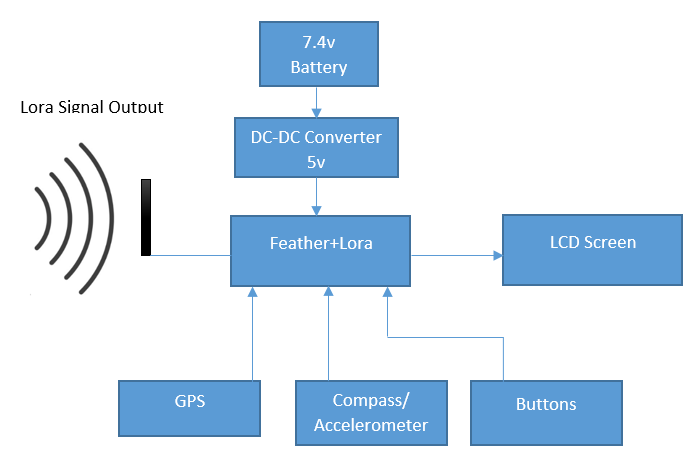 7.4v
Battery
Lora Signal Output
DC-DC Converter
5v
Feather+Lora
LCD Screen
GPS
Compass/
Accelerometer
Buttons